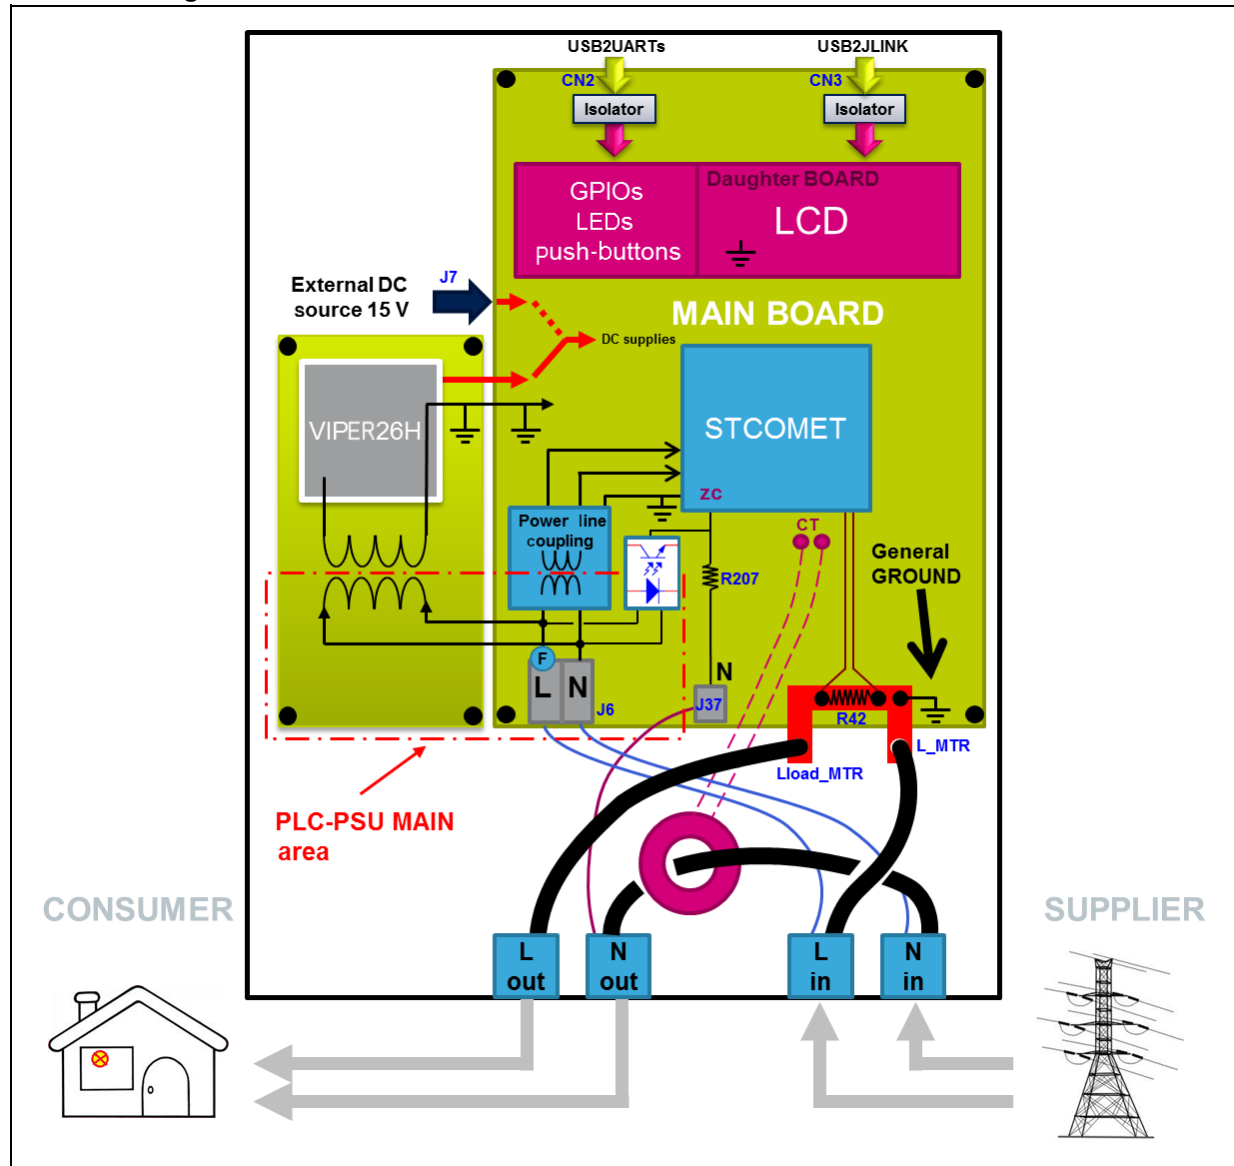 USB2UARTs
USB2JLINK
CN2
CN3
Isolator
Isolator
GPIOs
LEDs
push-buttons
Daughter BOARD
LCD
External DC
source 15 V
J7
MAIN BOARD
DC supplies
VIPER26H
STCOMET
ZC
Power line
coupling
CT
R207
General
GROUND
F
L
N
J6
N
J37
R42
L_MTR
Lload_MTR
PLC-PSU MAIN
area
CONSUMER
SUPPLIER
L
out
N
out
L
in
N
in